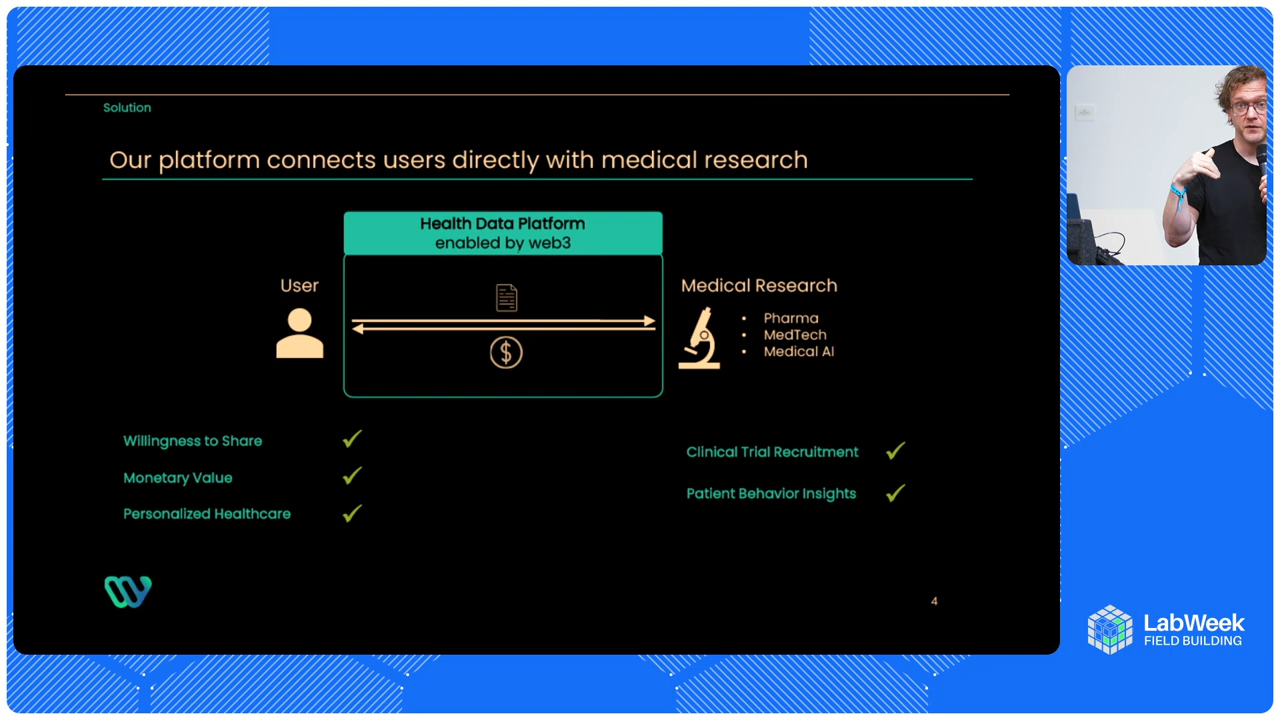 Solution
Our platform connects users directly with medical research
Health Data Platform
enabled by web3
User
$
Medical Research
• Pharma
• MedTech
• Medical AI
Willingness to Share
Monetary Value
Personalized Healthcare
Clinical Trial Recruitment
Patient Behavior Insights
4
LabWeek
FIELD BUILDING